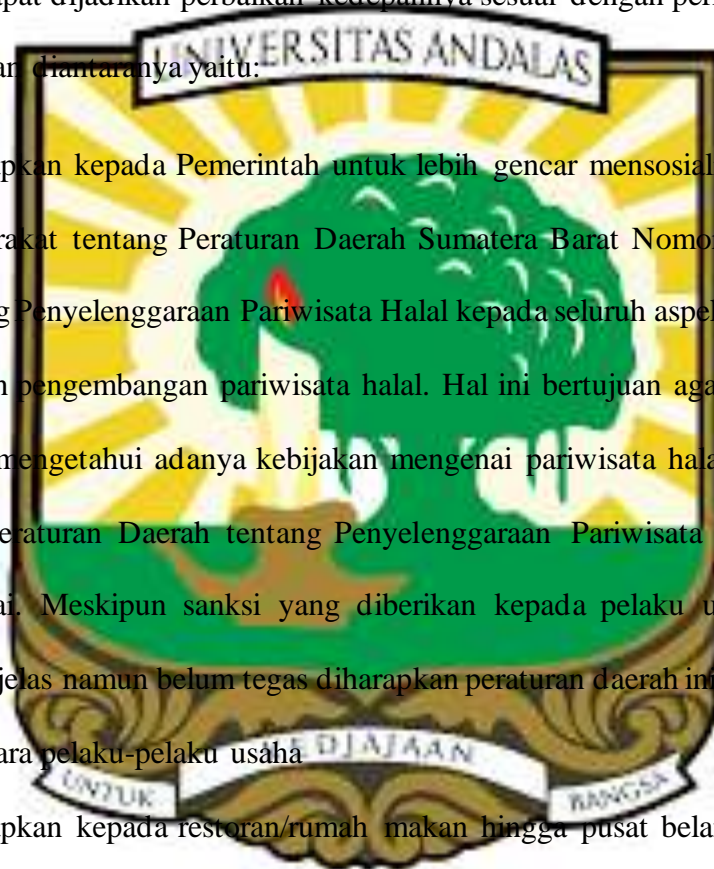 pat dijadikan perbaikan kedepannya sesuai dengan
UNIVERSITAS ANDALAS
diantaranya yaitu:
pkan kepada Pemerintah untuk lebih gencar mensosial
rakat tentang Peraturan Daerah Sumatera Barat Nomor
g Penyelenggaraan Pariwisata Halal kepada seluruh aspe
n pengembangan pariwisata halal. Hal ini bertujuan aga
mengetahui adanya kebijakan mengenai pariwisata hala
eraturan Daerah tentang Penyelenggaraan Pariwisata
ai. Meskipun sanksi yang diberikan kepada pelaku u
jelas namun belum tegas diharapkan peraturan daerah ini
ara pelaku-pelaku usaha
UNTUK KEDJAJAAN BANGSA
pkan kepada restoran/rumah makan hingga pusat bela